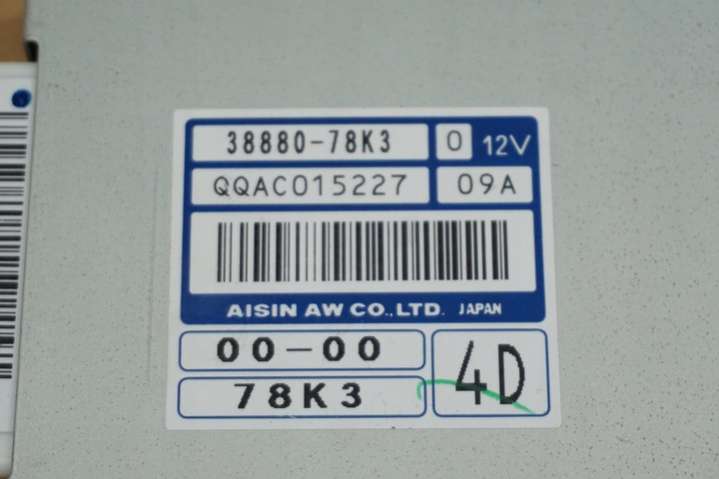 38880-78K3 0 12V
QQAC015227 09A
AISIN AW CO.,LTD. JAPAN
00-00
78K3 4D